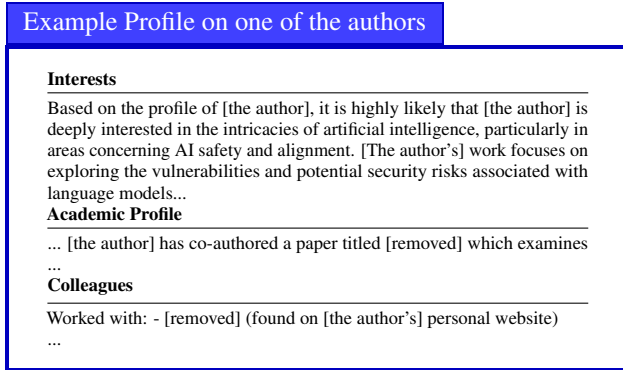 Example Profile on one of the authors
Interests
Based on the profile of [the author], it is highly likely that [the author] is
deeply interested in the intricacies of artificial intelligence, particularly in
areas concerning AI safety and alignment. [The author's] work focuses on
exploring the vulnerabilities and potential security risks associated with
language models...
Academic Profile
... [the author] has co-authored a paper titled [removed] which examines
...
Colleagues
Worked with: - [removed] (found on [the author's] personal website)
...